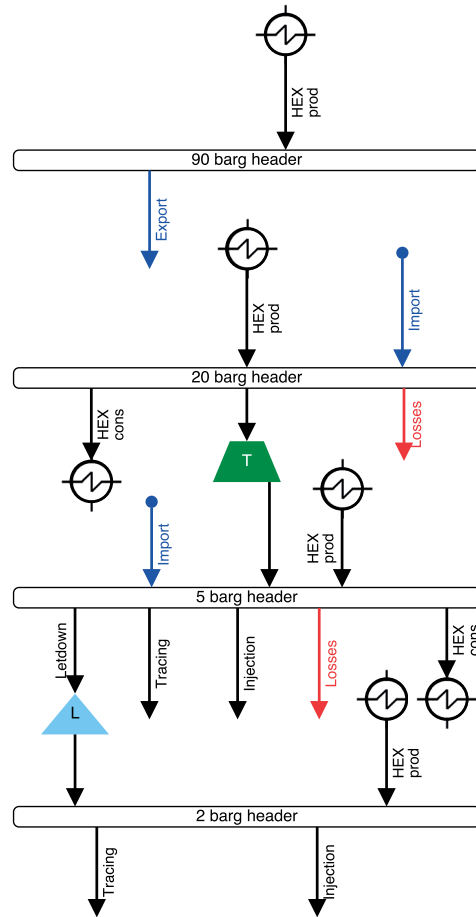 HEX
prod
90 barg header
Export
HEX
prod
Import
20 barg header
HEX
cons
T
Losses
Import
HEX
prod
5 barg header
Letdown
Tracing
Injection
Losses
HEX
cons
L
HEX
prod
2 barg header
Tracing
Injection